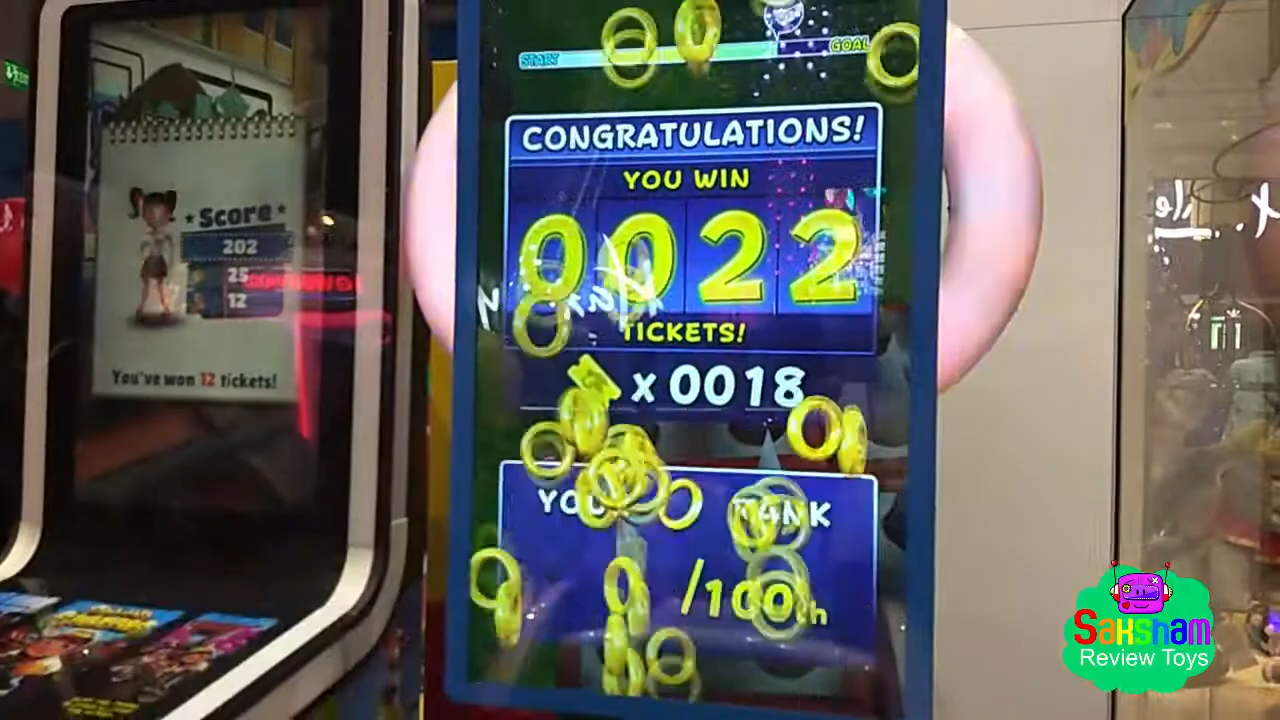 START
GOAL
CONGRATULATIONS!
YOU WIN
0022
TICKETS!
x 0018
/100th
Score
202
25
12
You've won 12 tickets!
Saksham
Review Toys